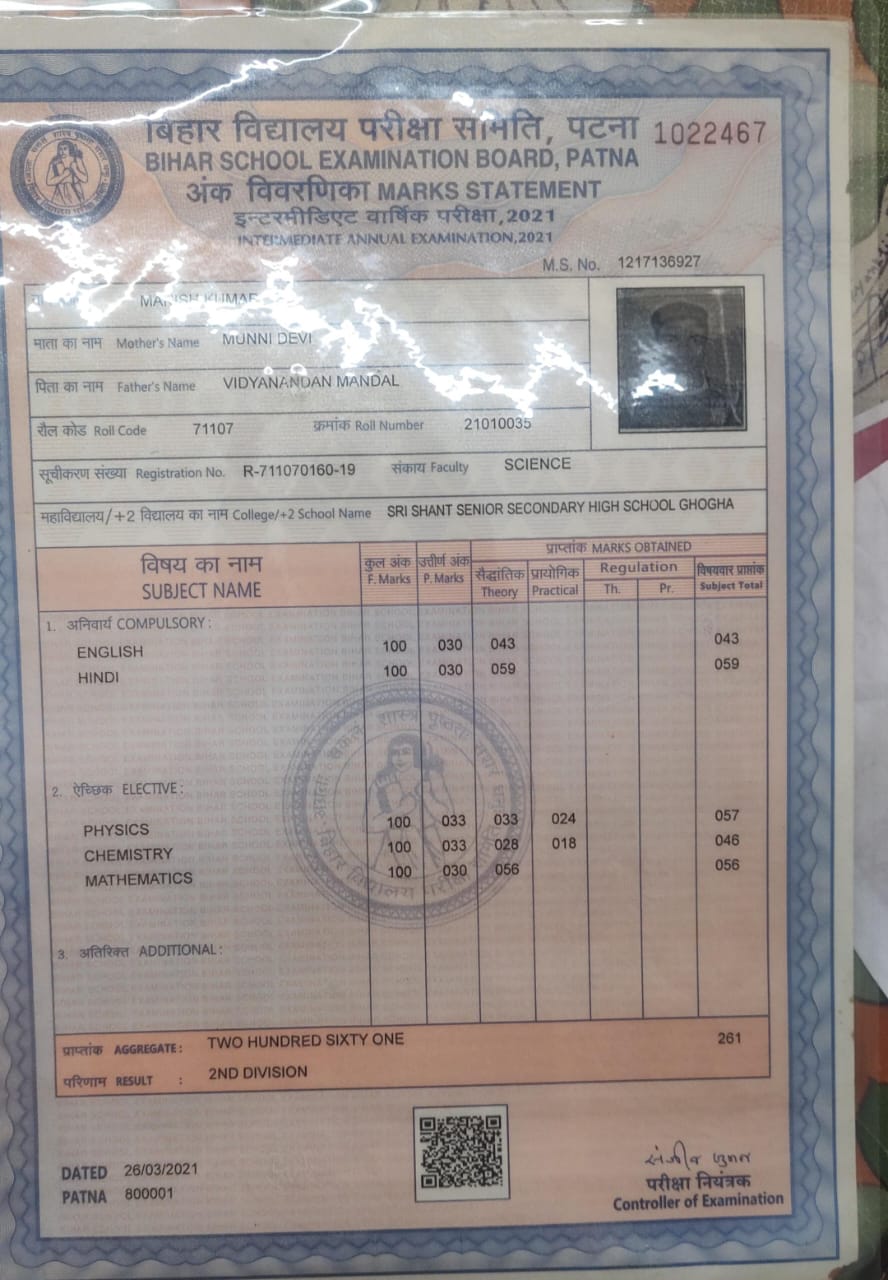 बिहार विद्यालय परीक्षा समिति, पटना
1022467
BIHAR SCHOOL EXAMINATION BOARD, PATNA
अंक विवरणिका MARKS STATEMENT
इन्टरमीडिएट वार्षिक परीक्षा,2021
INTERMEDIATE ANNUAL EXAMINATION,2021
M.S. No. 1217136927
MANISH KUMAR
माता का नाम Mother's Name MUNNI DEVI
पिता का नाम Father's Name VIDYANANDAN MANDAL
रौल कोड Roll Code 71107 क्रमांक Roll Number 21010035
सूचीकरण संख्या Registration No. R-711070160-19 संकाय Faculty SCIENCE
महाविद्यालय/+2 विद्यालय का नाम College/+2 School Name SRI SHANT SENIOR SECONDARY HIGH SCHOOL GHOGHA
विषय का नाम SUBJECT NAME कुल अंक F. Marks उत्तीर्ण अंक P. Marks प्राप्तांक MARKS OBTAINED
सैद्धांतिक Theory प्रायोगिक Practical Regulation Th. Pr. विषयवार प्राप्तांक Subject Total
1. अनिवार्य COMPULSORY :
ENGLISH 100 030 043 043
HINDI 100 030 059 059
2. ऐच्छिक ELECTIVE :
PHYSICS 100 033 033 024 057
CHEMISTRY 100 033 028 018 046
MATHEMATICS 100 030 056 056
3. अतिरिक्त ADDITIONAL :
प्राप्तांक AGGREGATE : TWO HUNDRED SIXTY ONE 261
परिणाम RESULT : 2ND DIVISION
DATED 26/03/2021
PATNA 800001
परीक्षा नियंत्रक
Controller of Examination